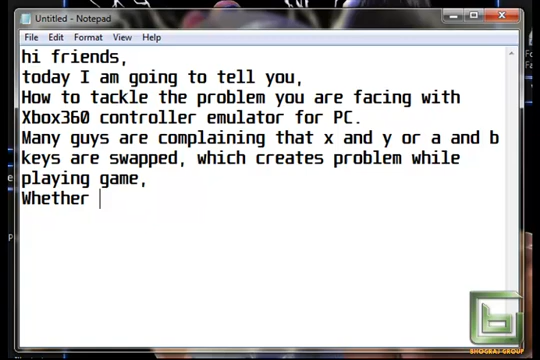 Untitled - Notepad
File Edit Format View Help
hi friends,
today I am going to tell you,
How to tackle the problem you are facing with
Xbox360 controller emulator for PC.
Many guys are complaining that x and y or a and b
keys are swapped, which creates problem while
playing game,
Whether
BHOGRAJ GROUP